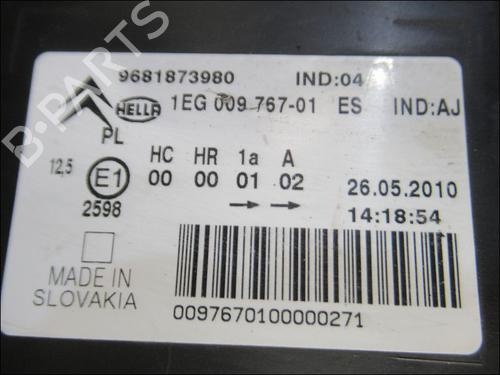 9681873980 IND:04
HELLA 1EG 009 767-01 ES IND:AJ
PL
HC HR 1a A
12,5 E1 00 00 01 02 26.05.2010
2598 14:18:54
MADE IN
SLOVAKIA
0097670100000271
B-PARTS